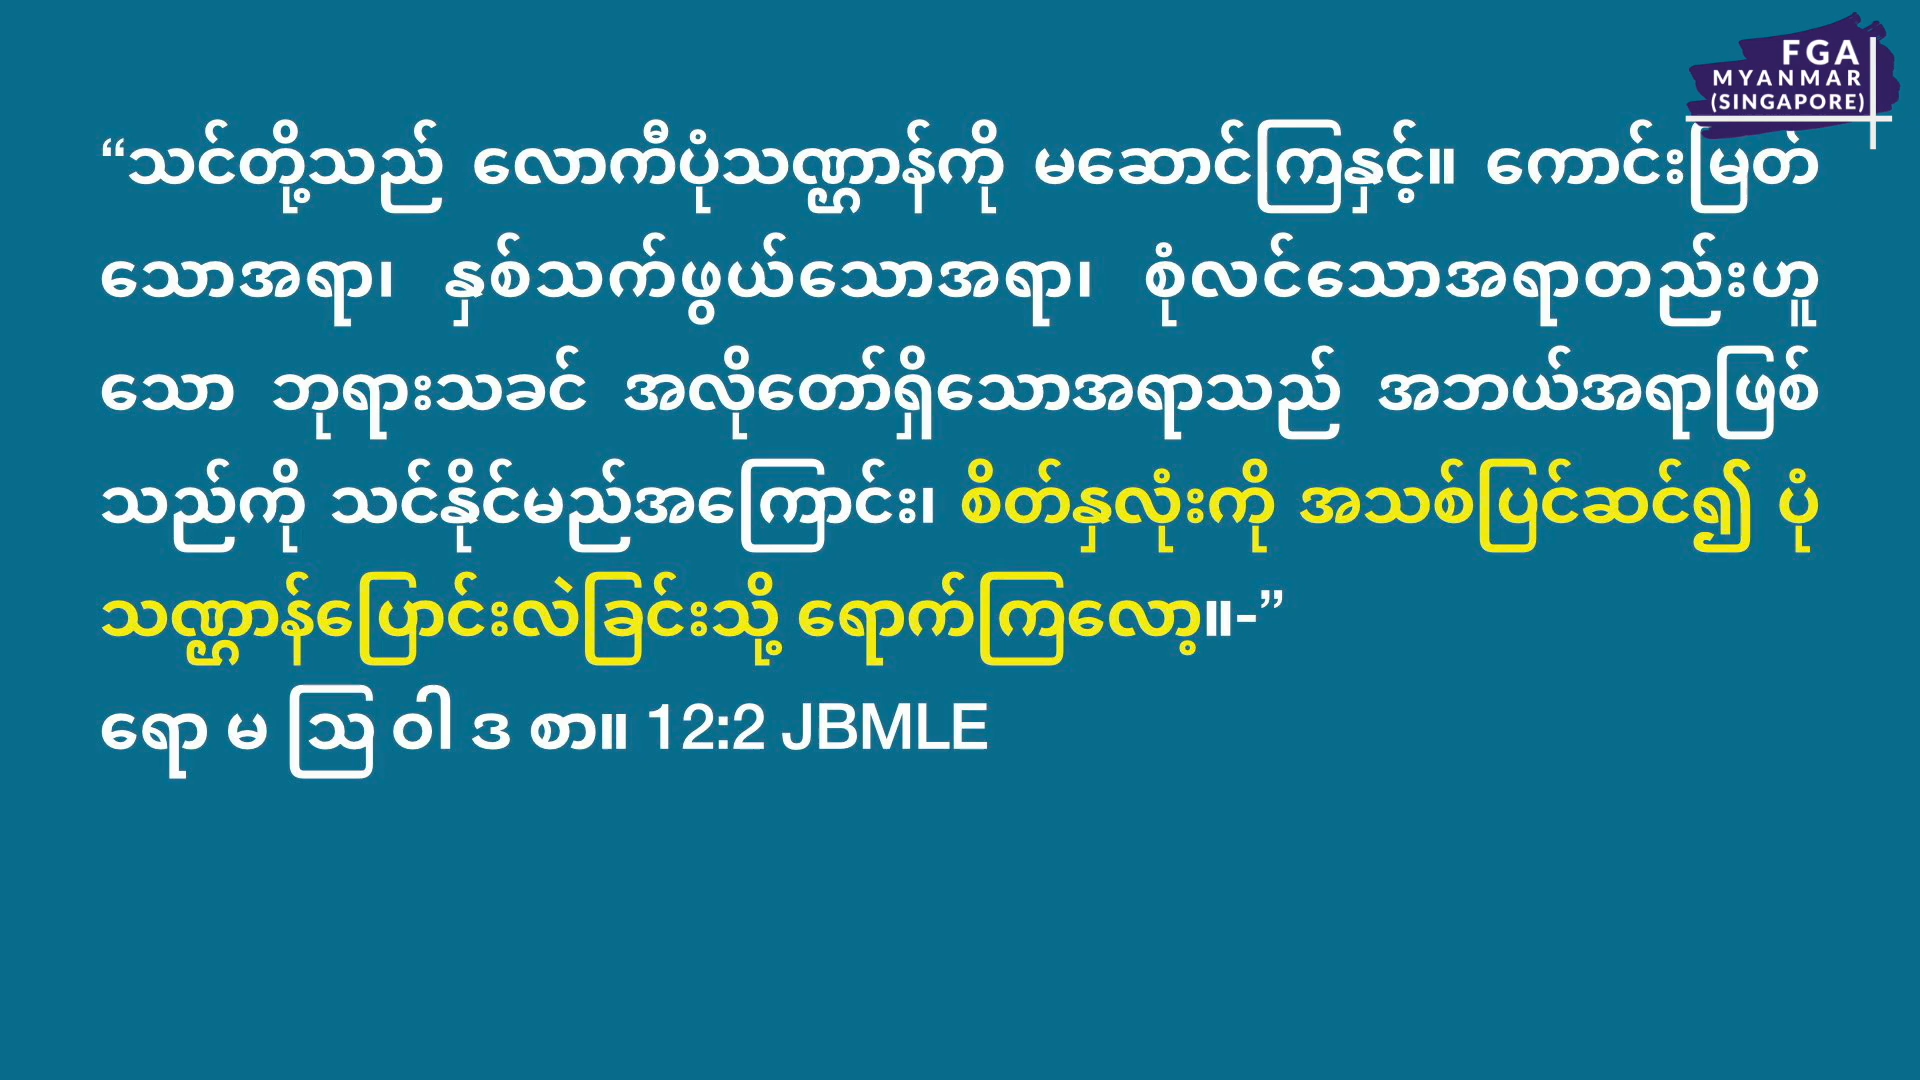 FGA
MYANMAR
(SINGAPORE)
“သင်တို့သည် လောကီပုံသဏ္ဌာန်ကို မဆောင်ကြနှင့်။ ကောင်းမြတ်
သောအရာ၊ နှစ်သက်ဖွယ်သောအရာ၊ စုံလင်သောအရာတည်းဟူ
သော ဘုရားသခင် အလိုတော်ရှိသောအရာသည် အဘယ်အရာဖြစ်
သည်ကို သင်နိုင်မည်အကြောင်း၊ စိတ်နှလုံးကို အသစ်ပြင်ဆင်၍ ပုံ
သဏ္ဌာန်ပြောင်းလဲခြင်းသို့ ရောက်ကြလော့။-”
ရော မ ဩ ဝါ ဒ စာ။ 12:2 JBMLE